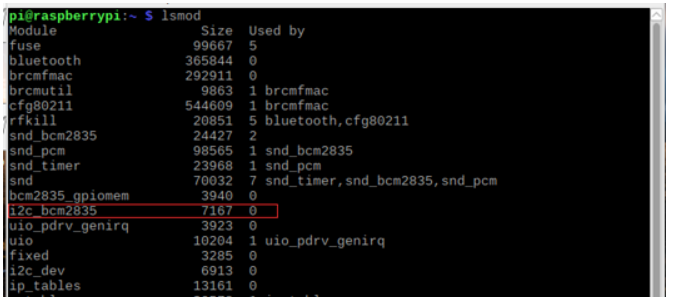 pi@raspberrypi:~ $ lsmod
Module Size Used by
fuse 99667 5
bluetooth 365844 0
brcmfmac 292911 0
brcmutil 9863 1 brcmfmac
cfg80211 544609 1 brcmfmac
rfkill 20851 5 bluetooth,cfg80211
snd_bcm2835 24427 2
snd_pcm 98565 1 snd_bcm2835
snd_timer 23968 1 snd_pcm
snd 70032 7 snd_timer,snd_bcm2835,snd_pcm
bcm2835_gpiomem 3940 0
i2c_bcm2835 7167 0
uio_pdrv_genirq 3923 0
uio 10204 1 uio_pdrv_genirq
fixed 3285 0
i2c_dev 6913 0
ip_tables 13161 0